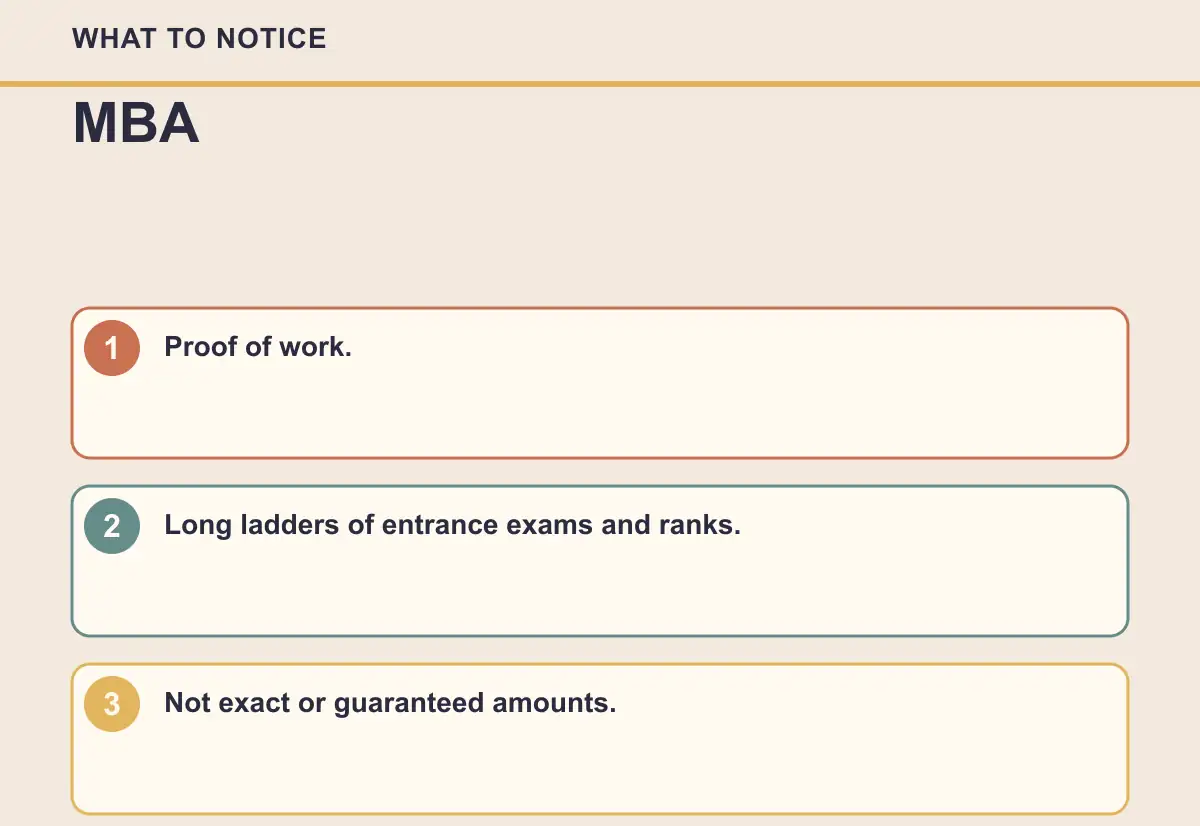 WHAT TO NOTICE
MBA
1 Proof of work.
2 Long ladders of entrance exams and ranks.
3 Not exact or guaranteed amounts.